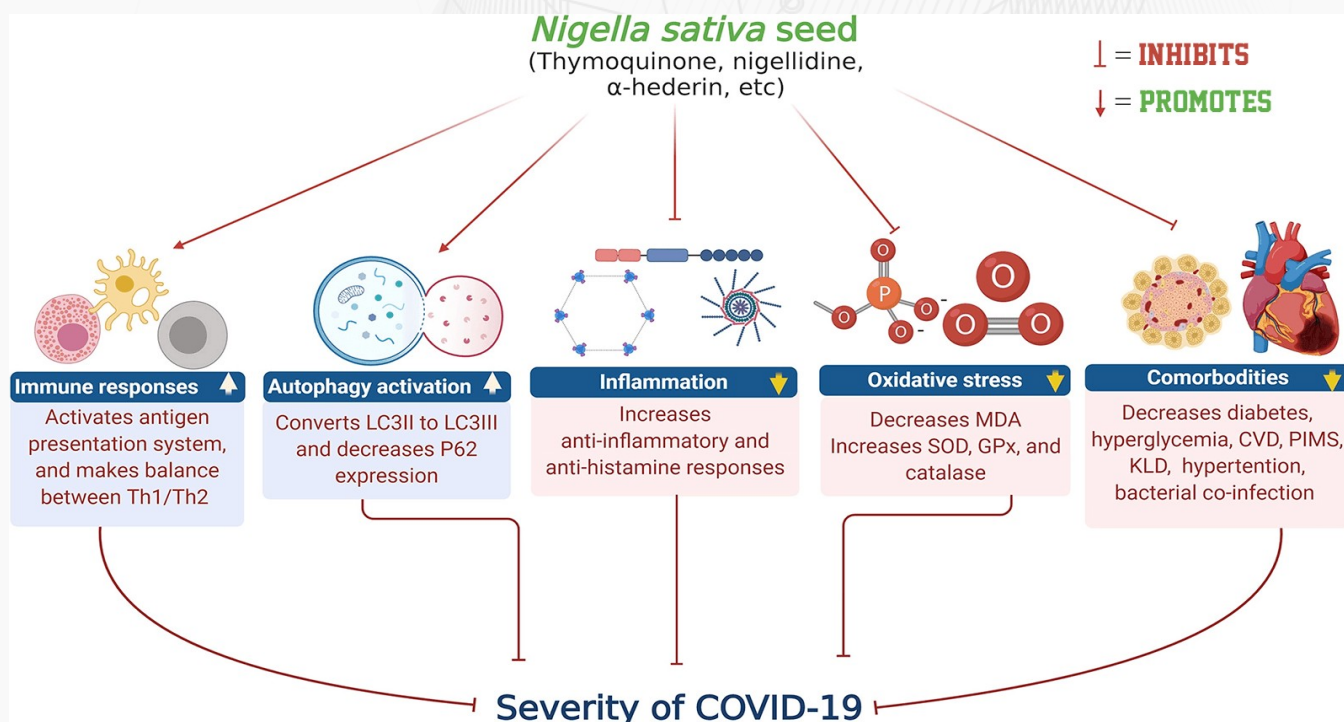 Nigella sativa seed
(Thymoquinone, nigellidine,
α-hederin, etc)
⊥ = INHIBITS
↓ = PROMOTES
O
P
O
O
-
O
-
O
O
O
Immune responses
Activates antigen
presentation system,
and makes balance
between Th1/Th2
Autophagy activation
Converts LC3II to LC3III
and decreases P62
expression
Inflammation
Increases
anti-inflammatory and
anti-histamine responses
Oxidative stress
Decreases MDA
Increases SOD, GPx, and
catalase
Comorbodities
Decreases diabetes,
hyperglycemia, CVD, PIMS,
KLD, hypertention,
bacterial co-infection
Severity of COVID-19